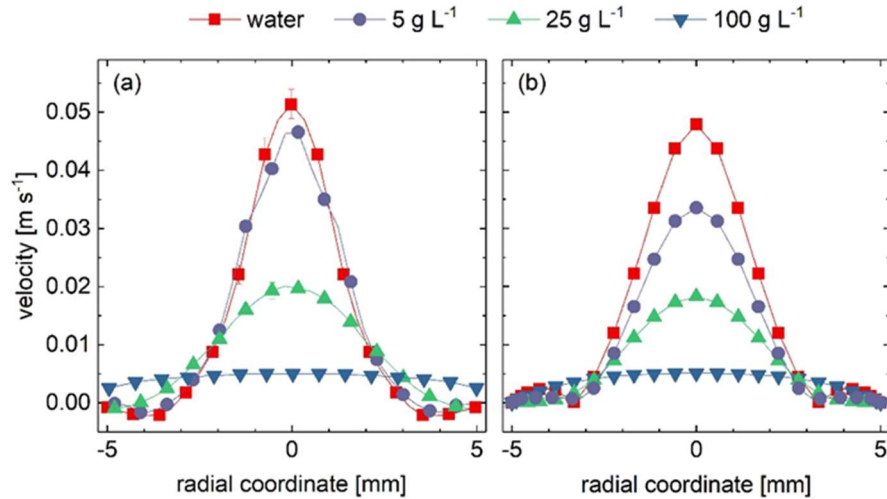 water 5 g L⁻¹ 25 g L⁻¹ 100 g L⁻¹
(a) (b)
velocity [m s⁻¹]
0.05
0.04
0.03
0.02
0.01
0.00
-5 0 5 -5 0 5
radial coordinate [mm] radial coordinate [mm]